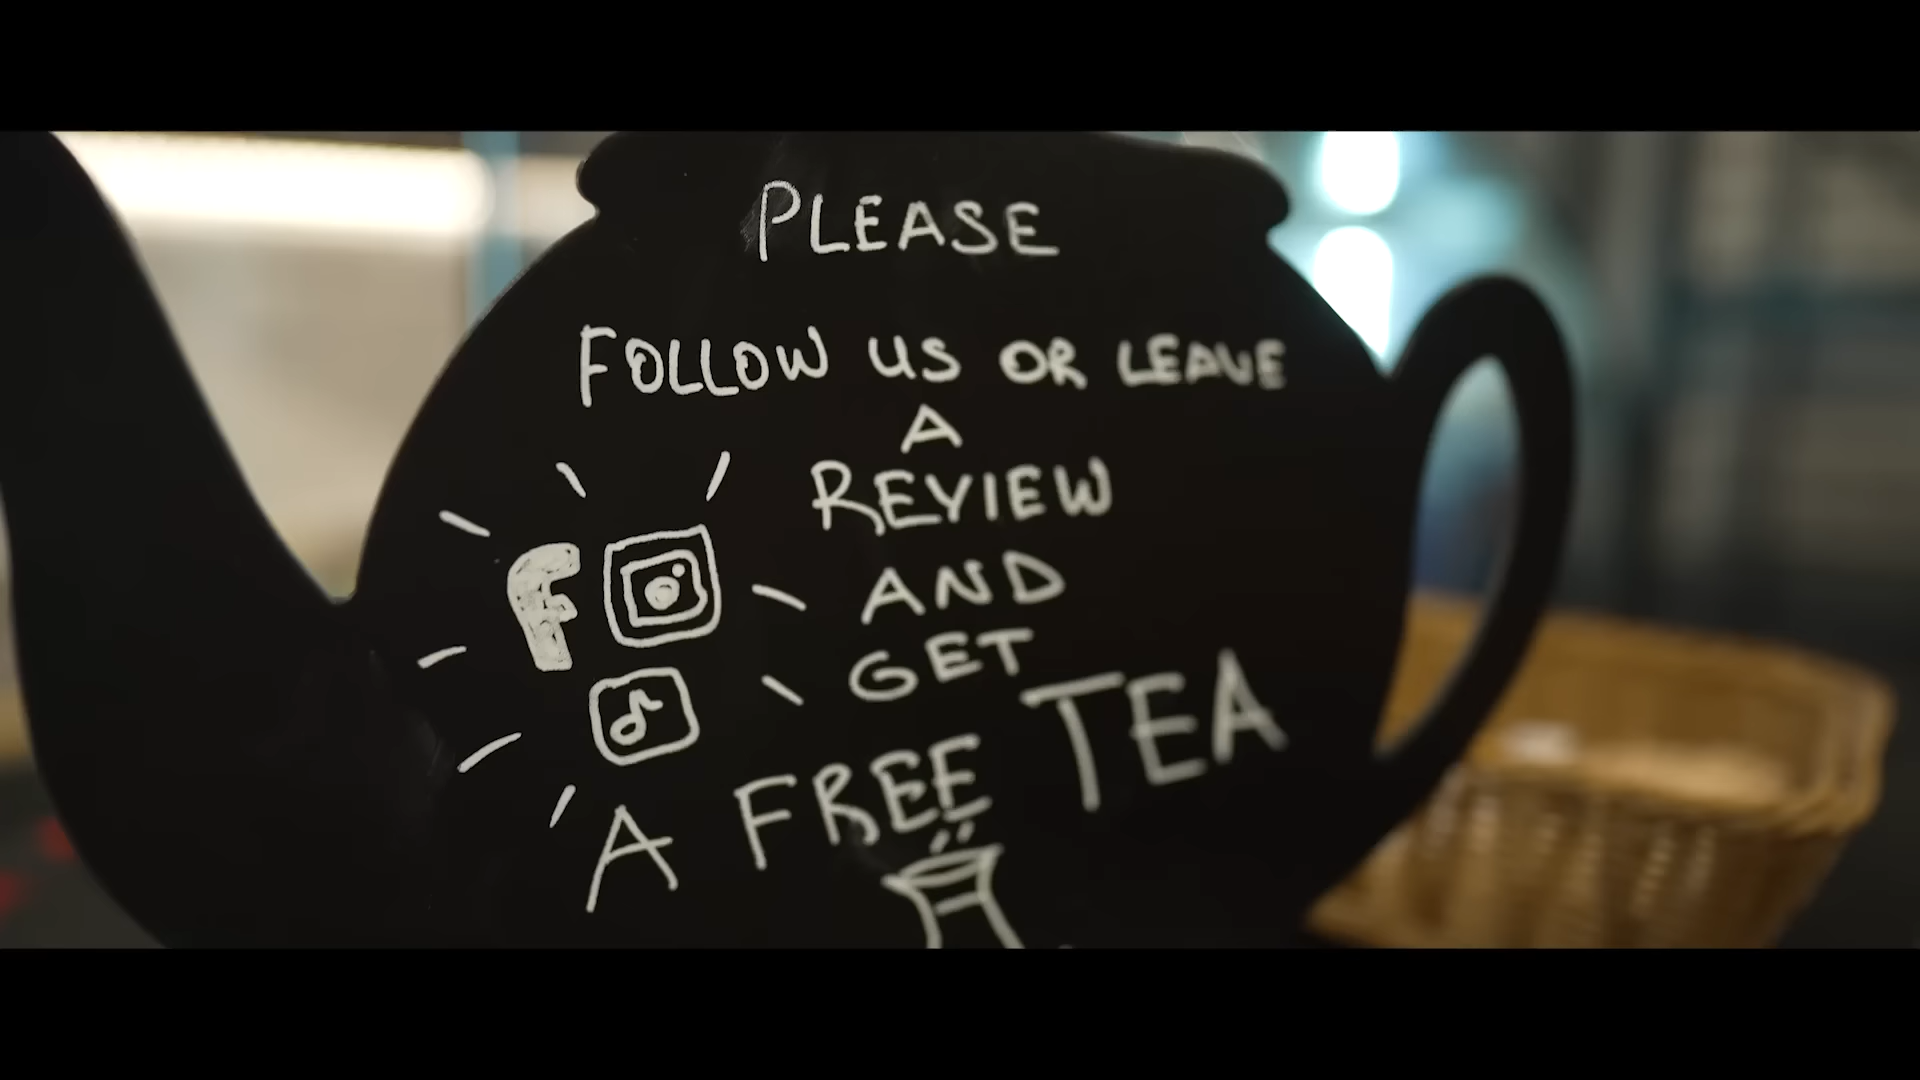 PLEASE
FOLLOW US OR LEAVE
A
REVIEW
AND
GET
A FREE TEA
F